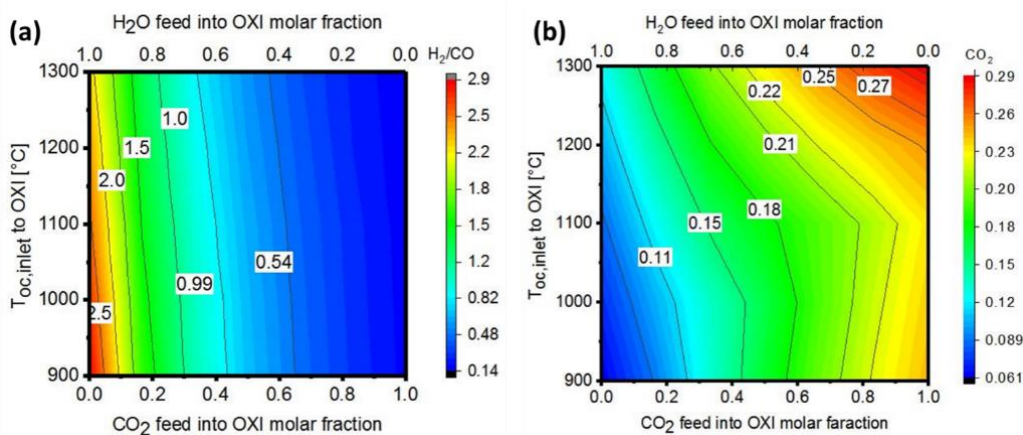 (a)
H₂O feed into OXI molar fraction
1.0 0.8 0.6 0.4 0.2 0.0
H₂/CO
1300
1200
1100
1000
900
T_oc,inlet to OXI [°C]
1.0
1.5
2.0
0.99
0.54
2.5
2.9
2.5
2.2
1.8
1.5
1.2
0.82
0.48
0.14
0.0 0.2 0.4 0.6 0.8 1.0
CO₂ feed into OXI molar fraction
(b)
H₂O feed into OXI molar fraction
1.0 0.8 0.6 0.4 0.2 0.0
CO₂
1300
1200
1100
1000
900
T_oc,inlet to OXI [°C]
0.25
0.27
0.22
0.21
0.18
0.15
0.11
0.29
0.26
0.23
0.20
0.18
0.15
0.12
0.089
0.061
0.0 0.2 0.4 0.6 0.8 1.0
CO₂ feed into OXI molar faraction